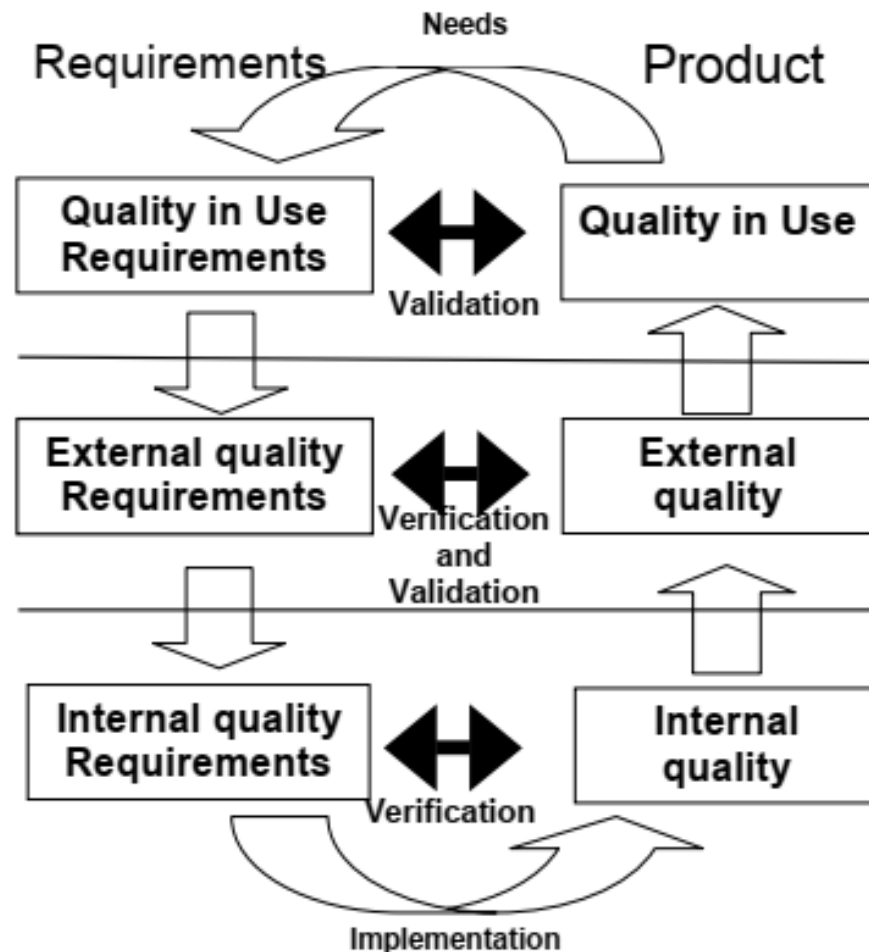 Needs
Requirements
Product
Quality in Use
Requirements
Quality in Use
Validation
External quality
Requirements
External
quality
Verification
and
Validation
Internal quality
Requirements
Internal
quality
Verification
Implementation